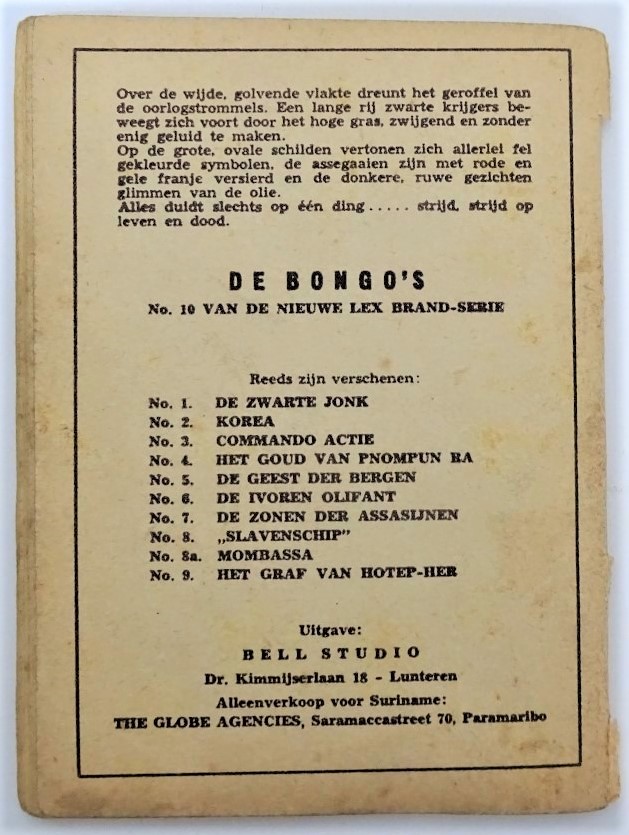 Over de wijde, golvende vlakte dreunt het geroffel van
de oorlogstrommels. Een lange rij zwarte krijgers be-
weegt zich voort door het hoge gras, zwijgend en zonder
enig geluid te maken.
Op de grote, ovale schilden vertonen zich allerlei fel
gekleurde symbolen, de assegaaien zijn met rode en
gele franje versierd en de donkere, ruwe gezichten
glimmen van de olie.
Alles duidt slechts op één ding ..... strijd, strijd op
leven en dood.
DE BONGO'S
No. 10 VAN DE NIEUWE LEX BRAND-SERIE
Reeds zijn verschenen:
No. 1. DE ZWARTE JONK
No. 2. KOREA
No. 3. COMMANDO ACTIE
No. 4. HET GOUD VAN PNOMPUN RA
No. 5. DE GEEST DER BERGEN
No. 6. DE IVOREN OLIFANT
No. 7. DE ZONEN DER ASSASIJNEN
No. 8. „SLAVENSCHIP"
No. 8a. MOMBASSA
No. 9. HET GRAF VAN HOTEP-HER
Uitgave:
BELL STUDIO
Dr. Kimmijserlaan 18 - Lunteren
Alleenverkoop voor Suriname:
THE GLOBE AGENCIES, Saramaccastreet 70, Paramaribo